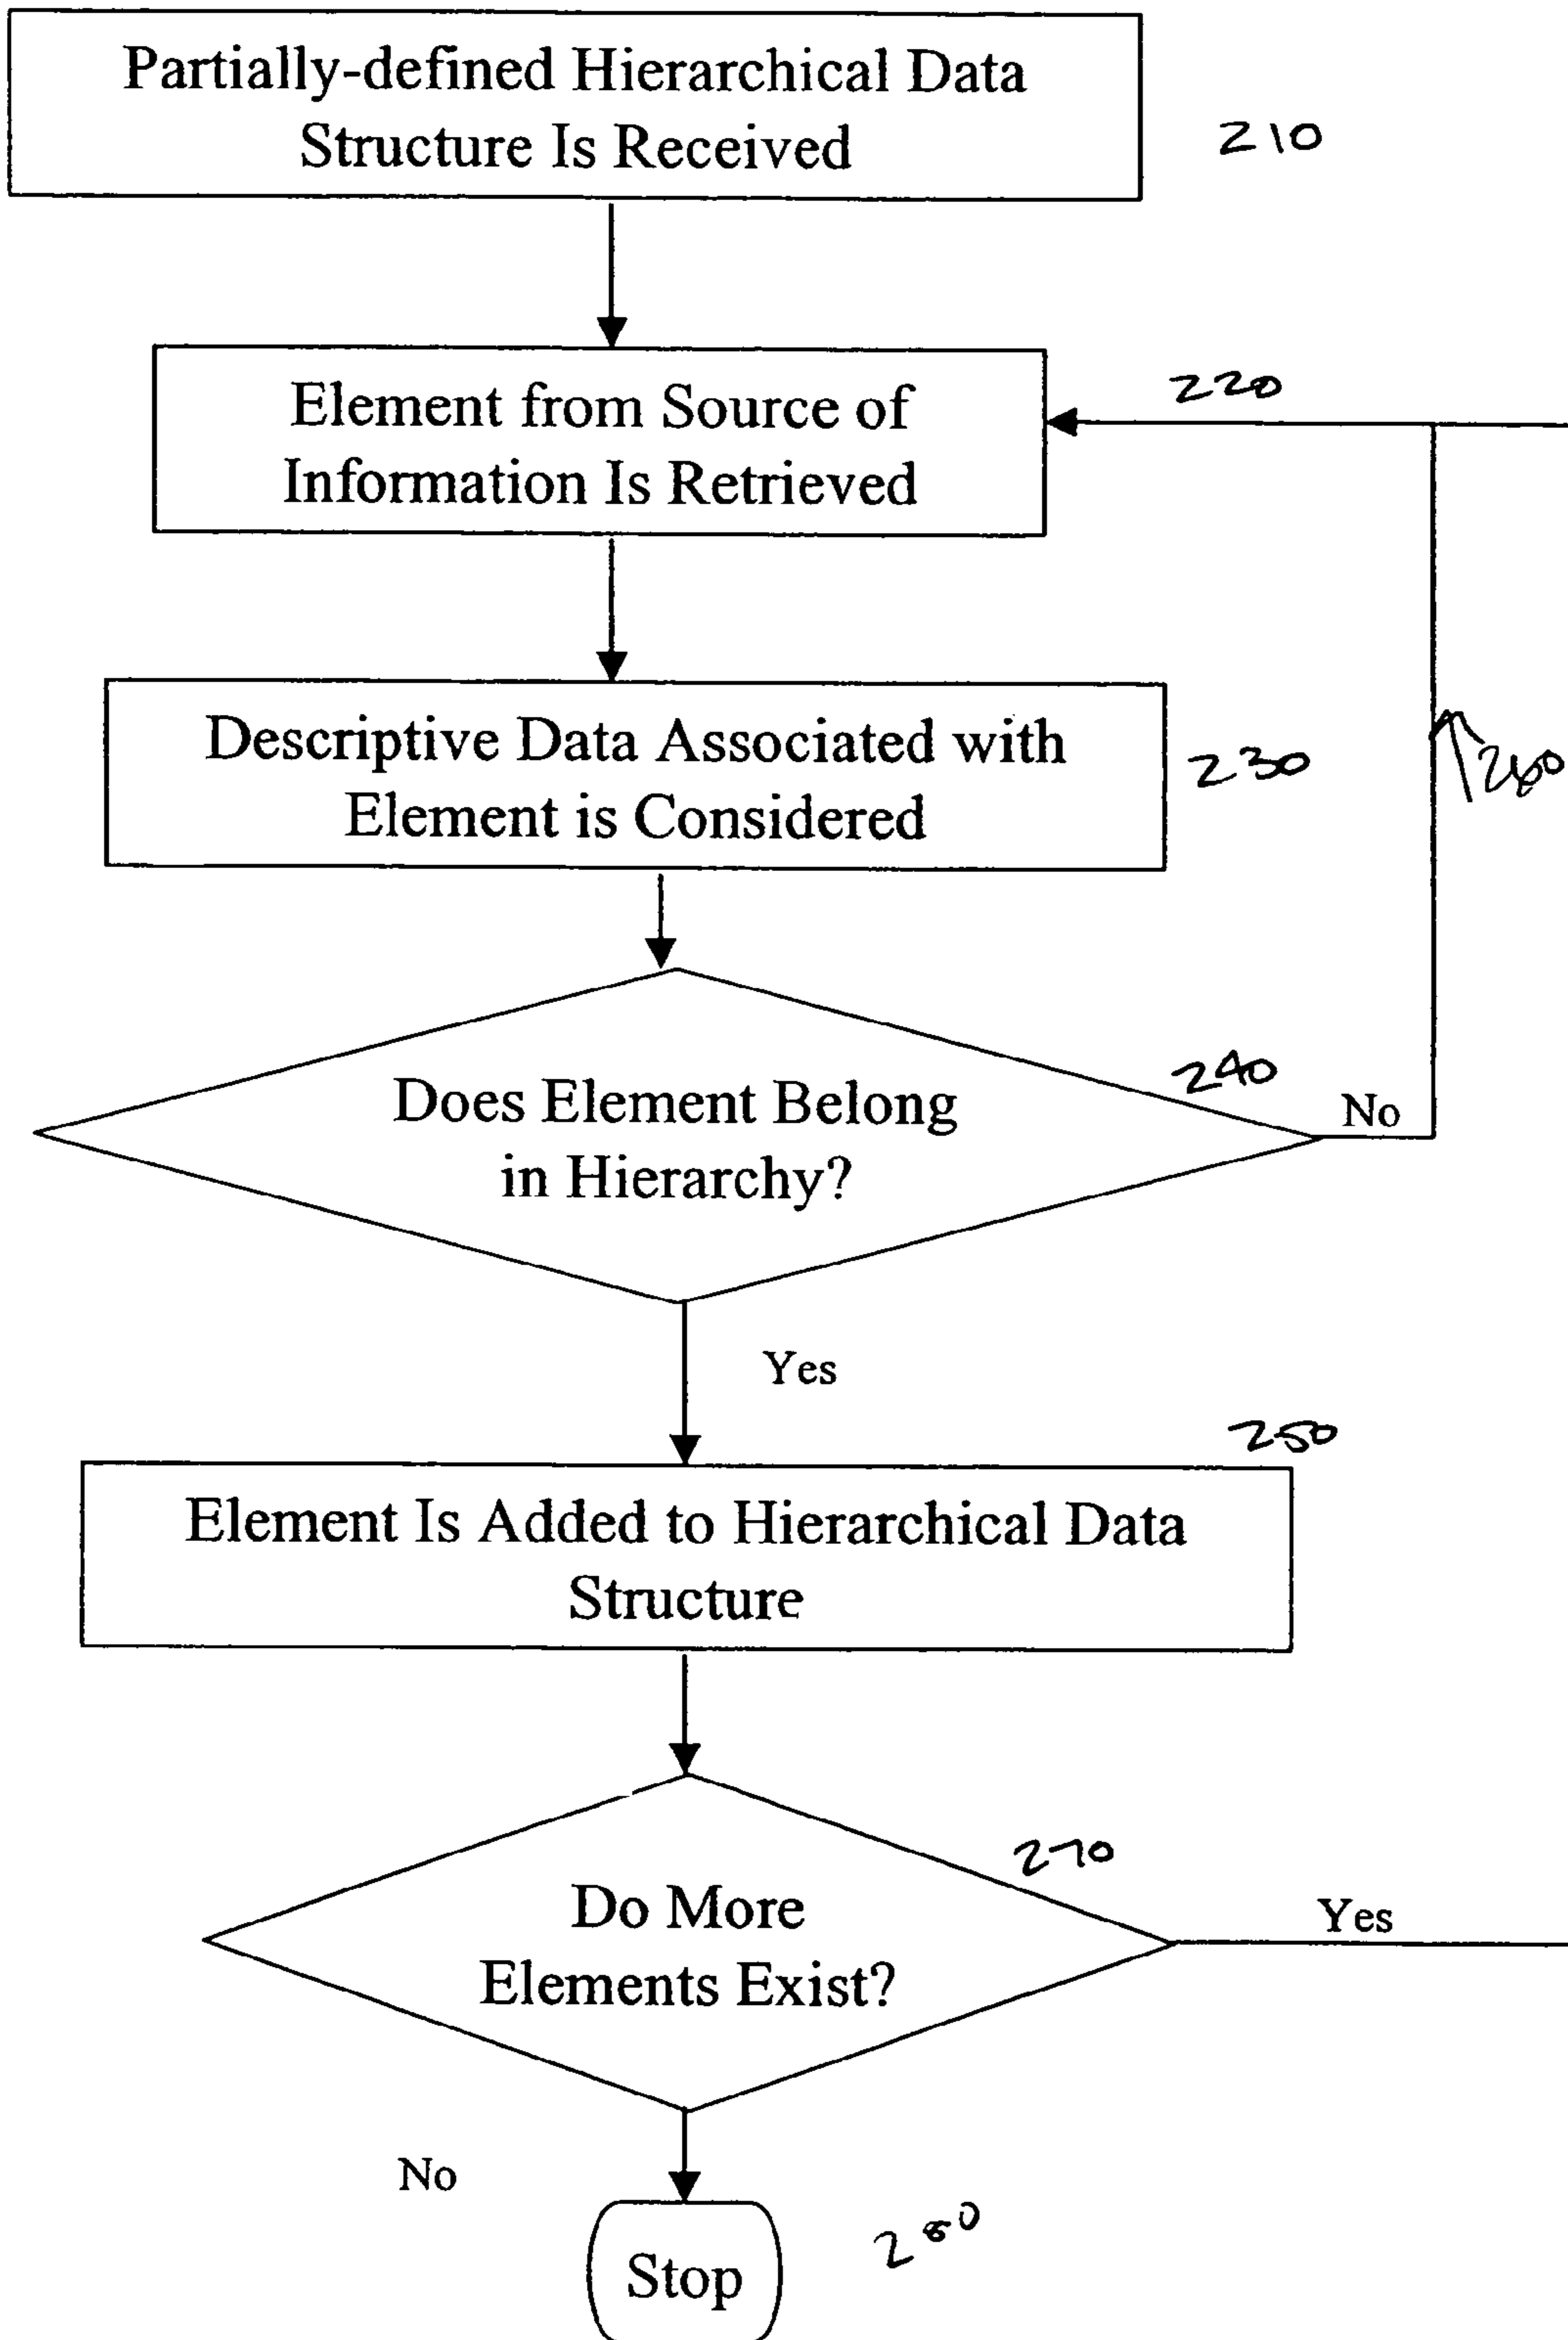 Partially-defined Hierarchical Data
Structure Is Received
210
Element from Source of
Information Is Retrieved
220
Descriptive Data Associated with
Element is Considered
230
260
Does Element Belong
in Hierarchy?
240
No
Yes
250
Element Is Added to Hierarchical Data
Structure
Do More
Elements Exist?
270
Yes
No
Stop
280